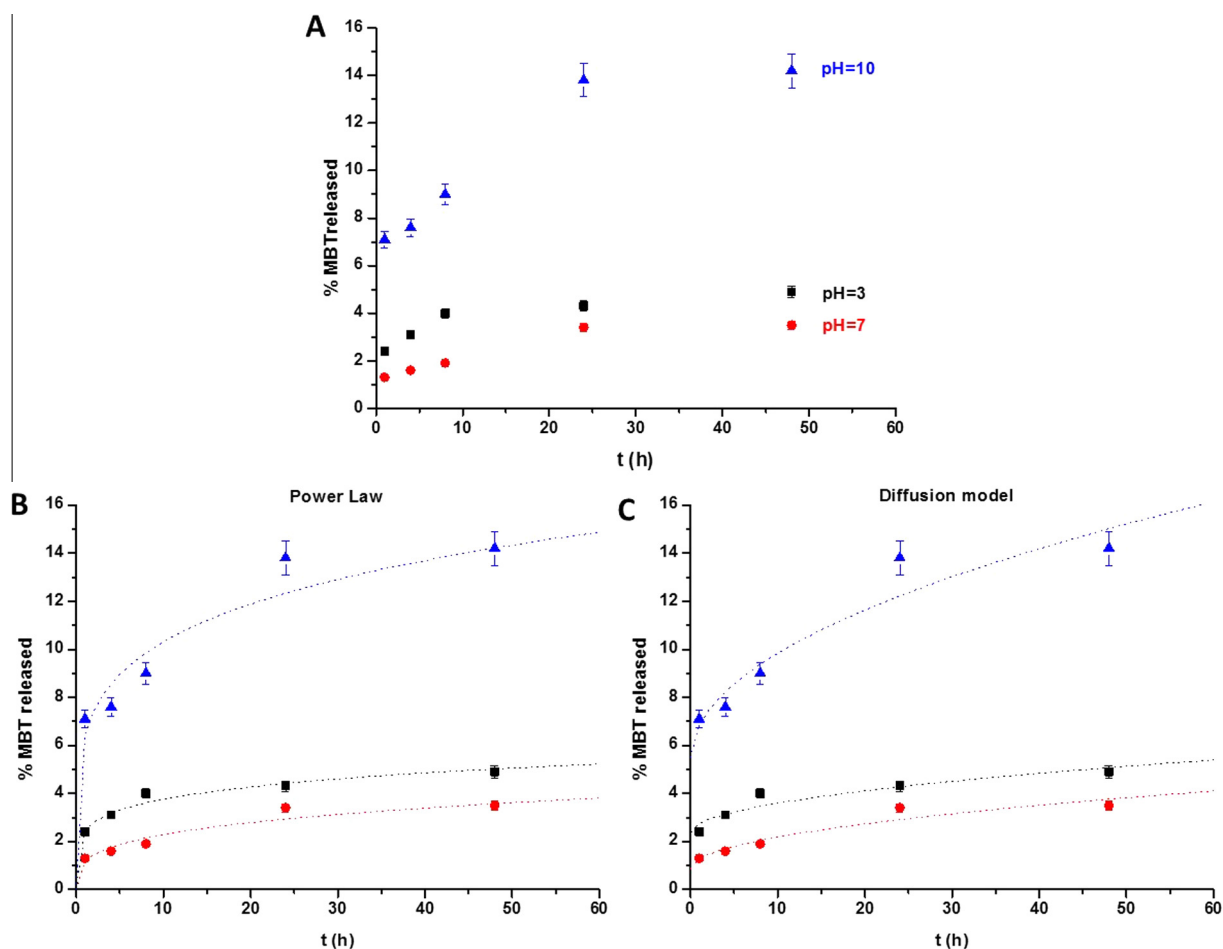 A
16
14
12
10
8
6
4
2
0
% MBTreleased
pH=10
pH=3
pH=7
0 10 20 30 40 50 60
t (h)
B
Power Law
16
14
12
10
8
6
4
2
0
% MBT released
0 10 20 30 40 50 60
t (h)
C
Diffusion model
16
14
12
10
8
6
4
2
0
% MBT released
0 10 20 30 40 50 60
t (h)